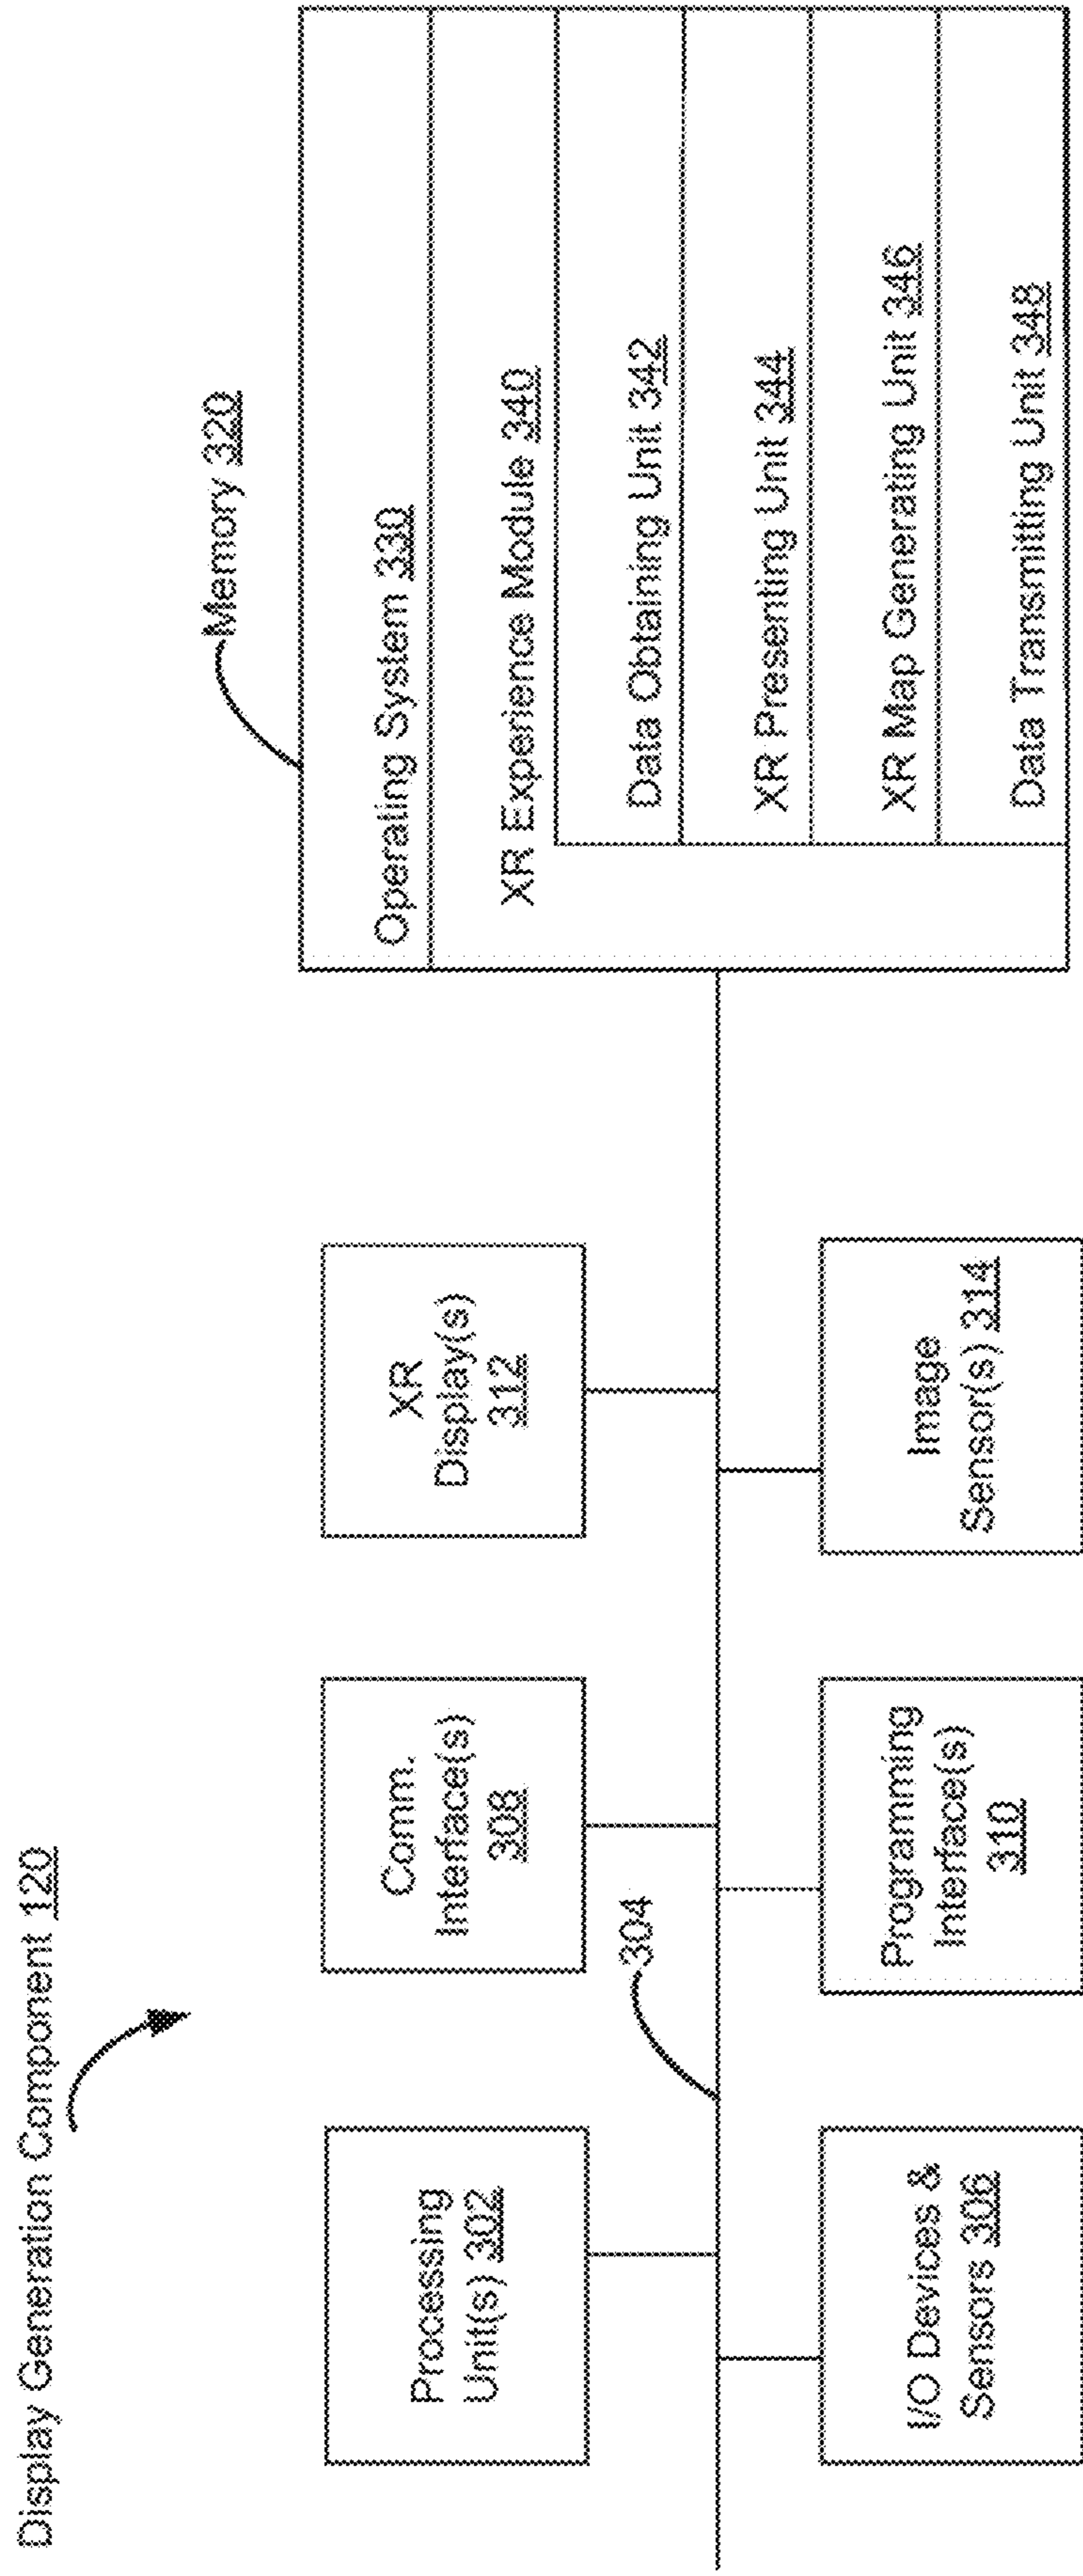 Display Generation Component 120
Memory 320
Processing
Unit(s) 302
Comm.
Interface(s)
308
XR
Display(s)
312
304
I/O Devices &
Sensors 306
Programming
Interface(s)
310
Image
Sensor(s) 314
Operating System 330
XR Experience Module 340
Data Obtaining Unit 342
XR Presenting Unit 344
XR Map Generating Unit 346
Data Transmitting Unit 348